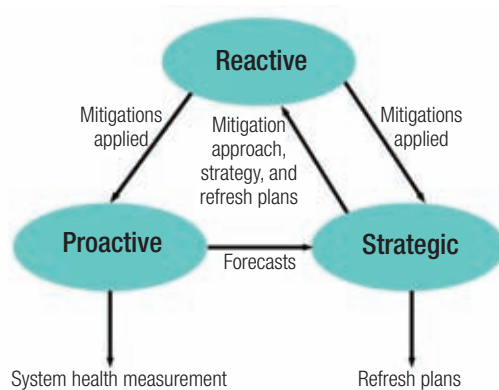 Reactive
Mitigations
applied
Mitigation
approach,
strategy, and
refresh plans
Mitigations
applied
Proactive
Forecasts
Strategic
System health measurement
Refresh plans